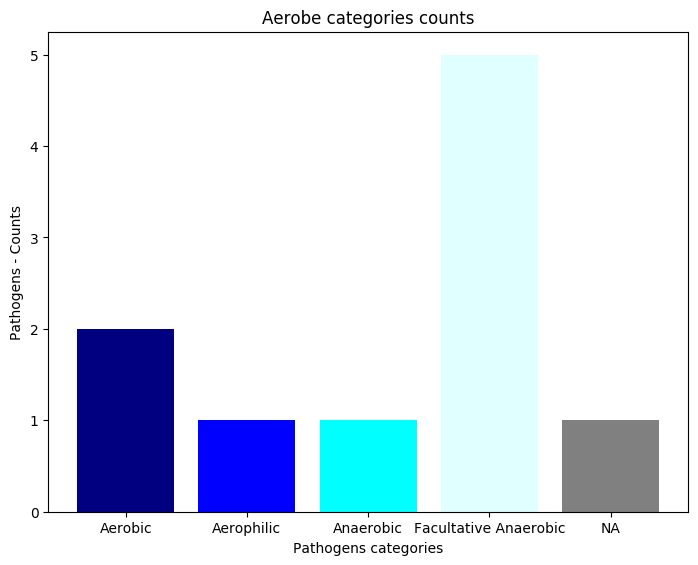 Aerobe categories counts
Pathogens - Counts
5
4
3
2
1
0
Aerobic Aerophilic Anaerobic Facultative Anaerobic NA
Pathogens categories